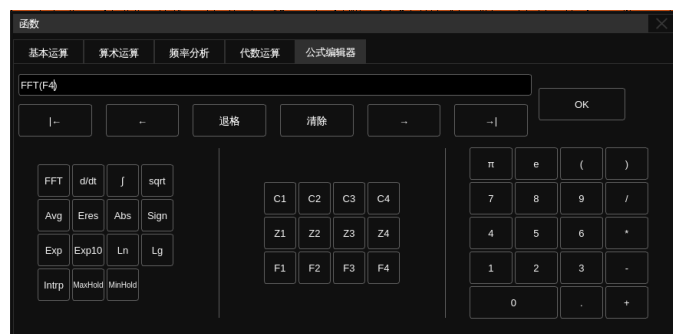 函数
基本运算 算术运算 频率分析 代数运算 公式编辑器
FFT(F4)
|← ← 退格 清除 → →| OK
FFT d/dt ∫ sqrt
Avg Eres Abs Sign
Exp Exp10 Ln Lg
Intrp MaxHold MinHold
C1 C2 C3 C4
Z1 Z2 Z3 Z4
F1 F2 F3 F4
π e ( )
7 8 9 /
4 5 6 *
1 2 3 -
0 . +